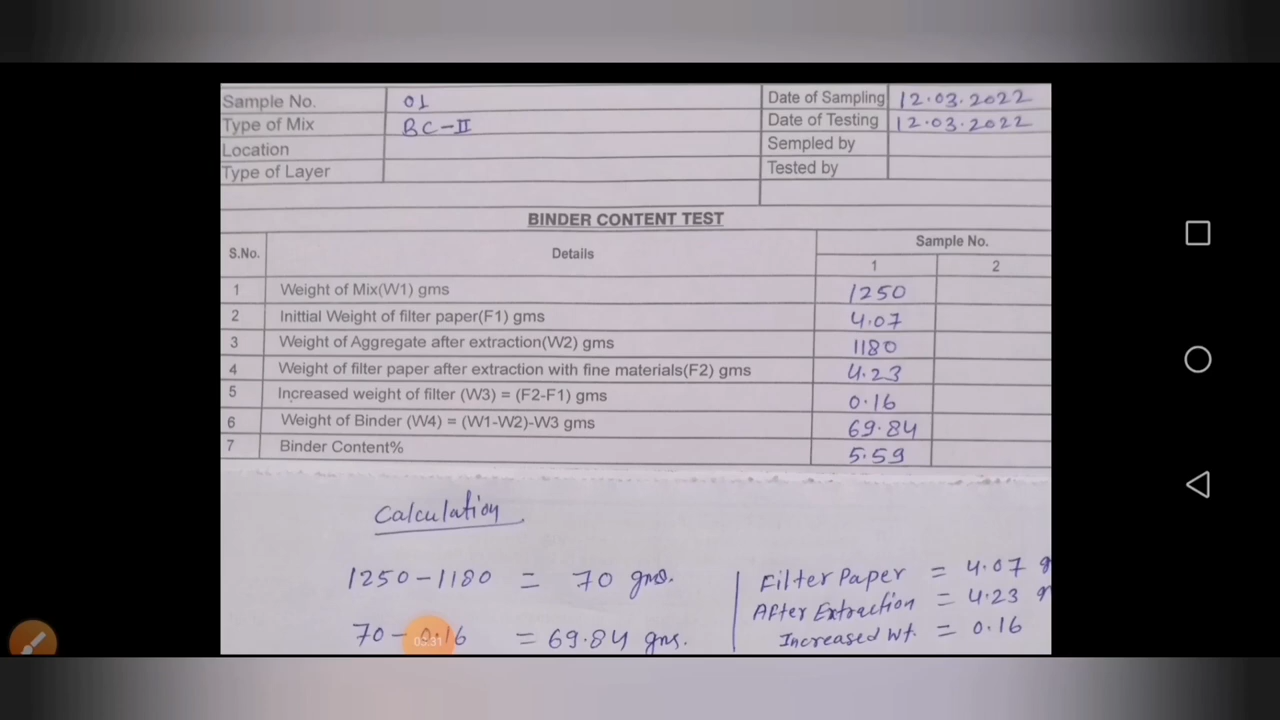 Sample No. 01 Date of Sampling 12.03.2022
Type of Mix BC-II Date of Testing 12.03.2022
Location Sempled by
Type of Layer Tested by
BINDER CONTENT TEST
S.No. Details Sample No.
1 2
1 Weight of Mix(W1) gms 1250
2 Inittial Weight of filter paper(F1) gms 4.07
3 Weight of Aggregate after extraction(W2) gms 1180
4 Weight of filter paper after extraction with fine materials(F2) gms 4.23
5 Increased weight of filter (W3) = (F2-F1) gms 0.16
6 Weight of Binder (W4) = (W1-W2)-W3 gms 69.84
7 Binder Content% 5.59
Calculation
1250-1180 = 70 gms. Filter Paper = 4.07 g
After Extraction = 4.23
70-0.16 = 69.84 gms. Increased Wt. = 0.16
05:31